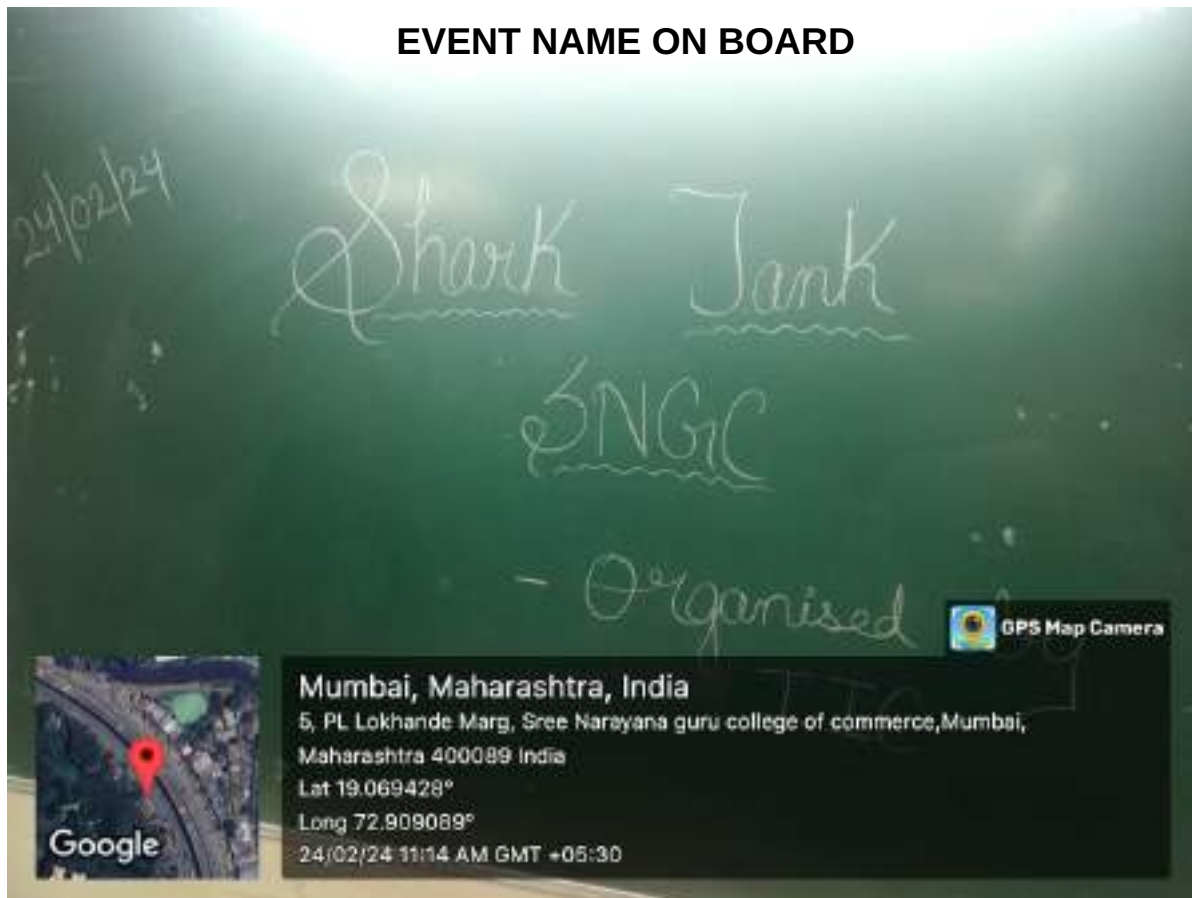 EVENT NAME ON BOARD
24/02/24
Shark Tank
SNGC
- Organised by
IIC
GPS Map Camera
Mumbai, Maharashtra, India
5, PL Lokhande Marg, Sree Narayana guru college of commerce,Mumbai,
Maharashtra 400089 India
Lat 19.069428°
Long 72.909089°
24/02/24 11:14 AM GMT +05:30
Google